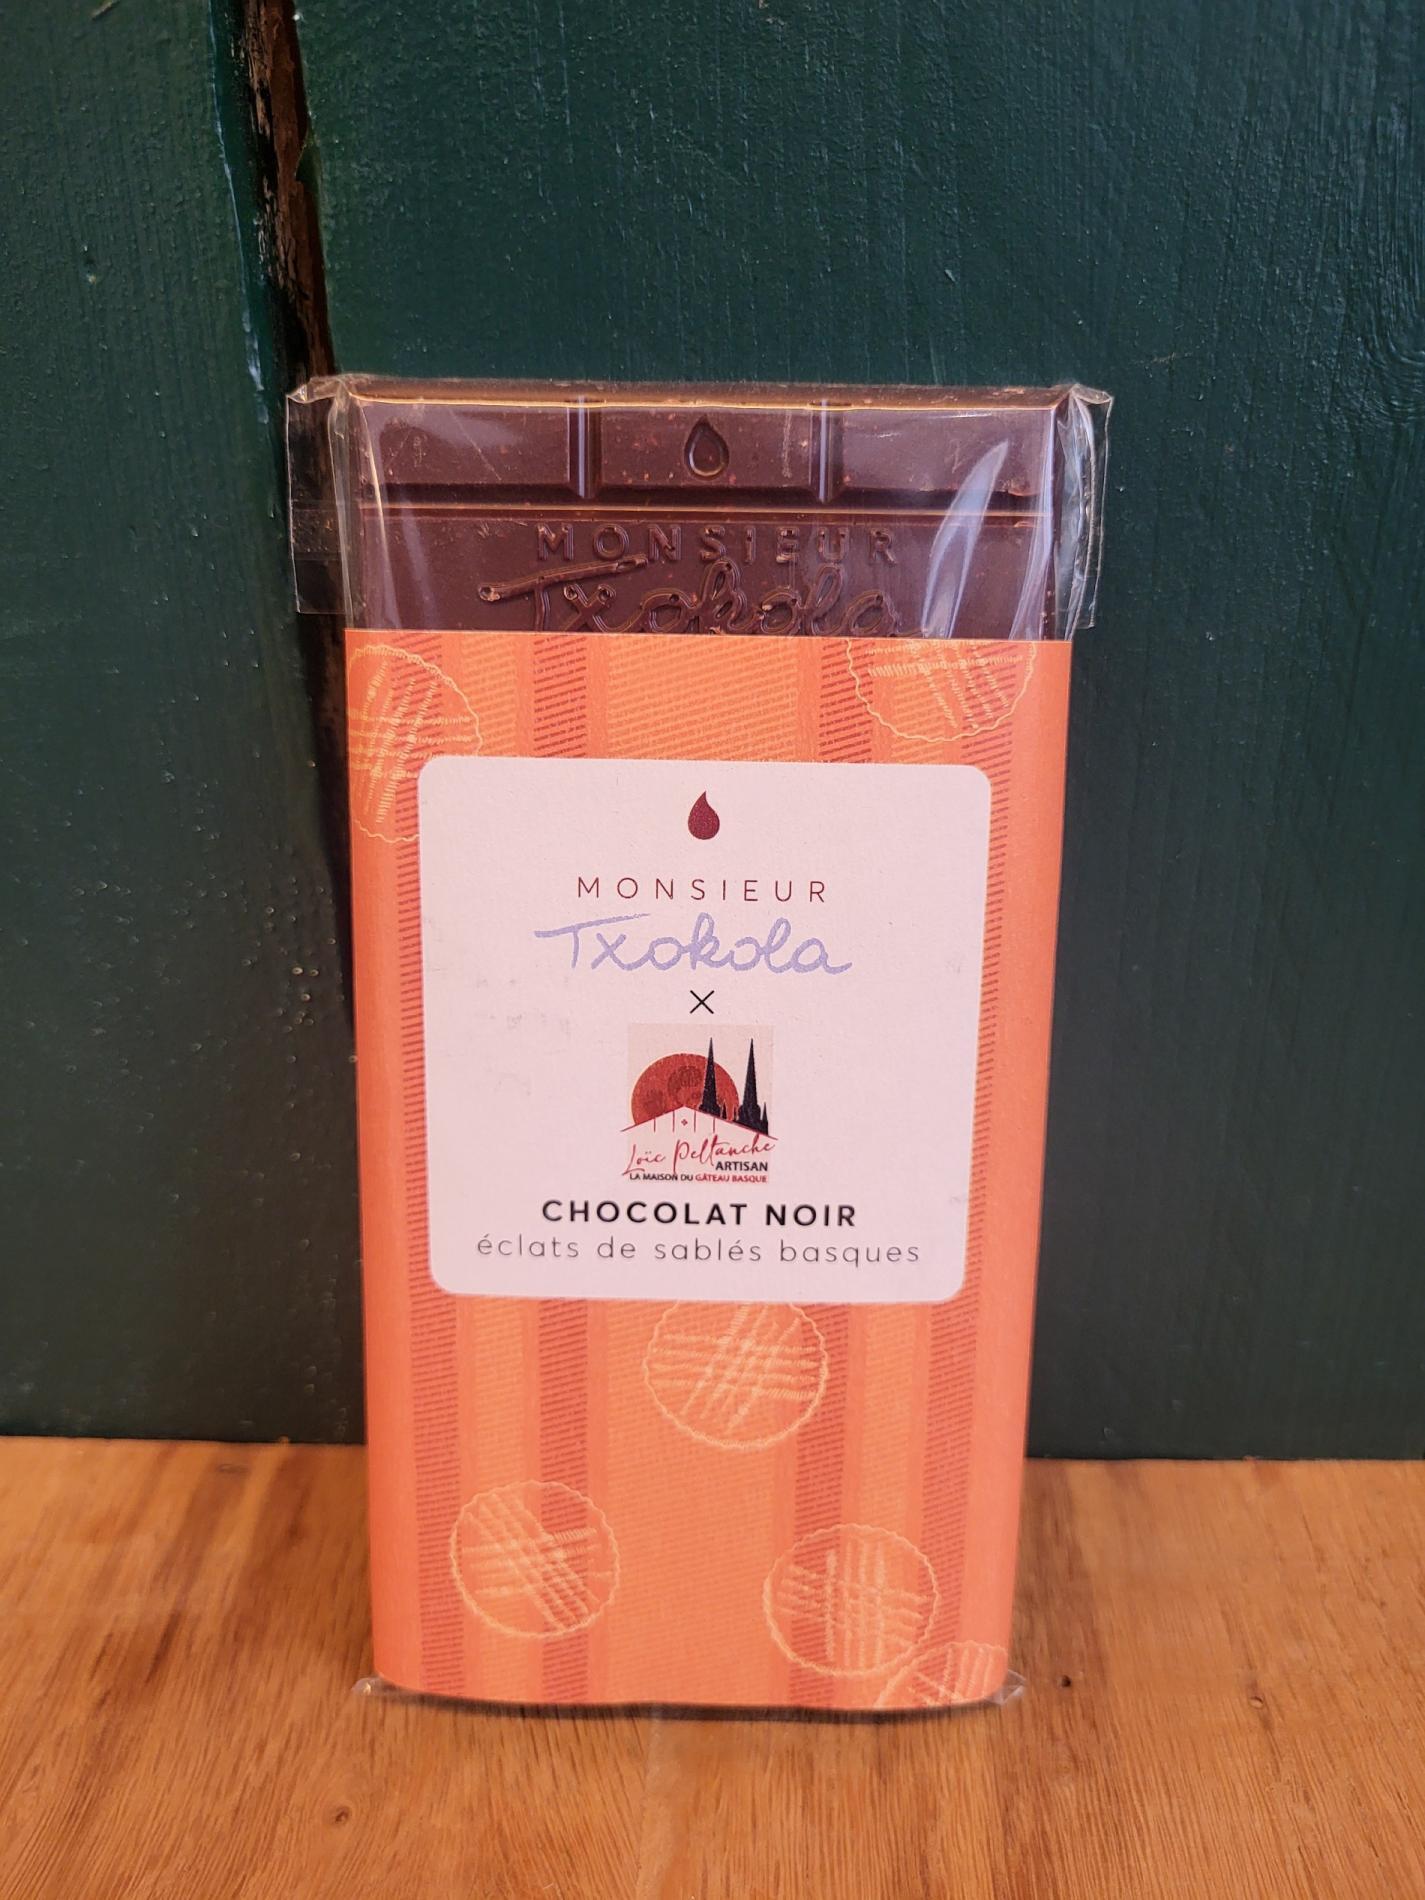 MONSIEUR
Txokola
MONSIEUR
Txokola
×
Loïc Peltanche
ARTISAN
LA MAISON DU GÂTEAU BASQUE
CHOCOLAT NOIR
éclats de sablés basques